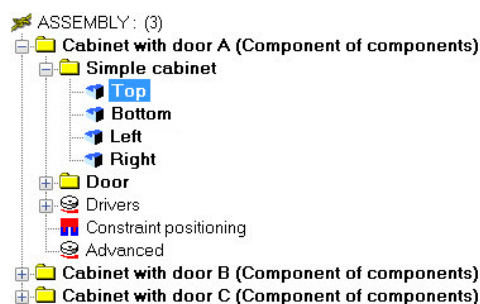 ASSEMBLY: (3)
Cabinet with door A (Component of components)
Simple cabinet
Top
Bottom
Left
Right
Door
Drivers
Constraint positioning
Advanced
Cabinet with door B (Component of components)
Cabinet with door C (Component of components)